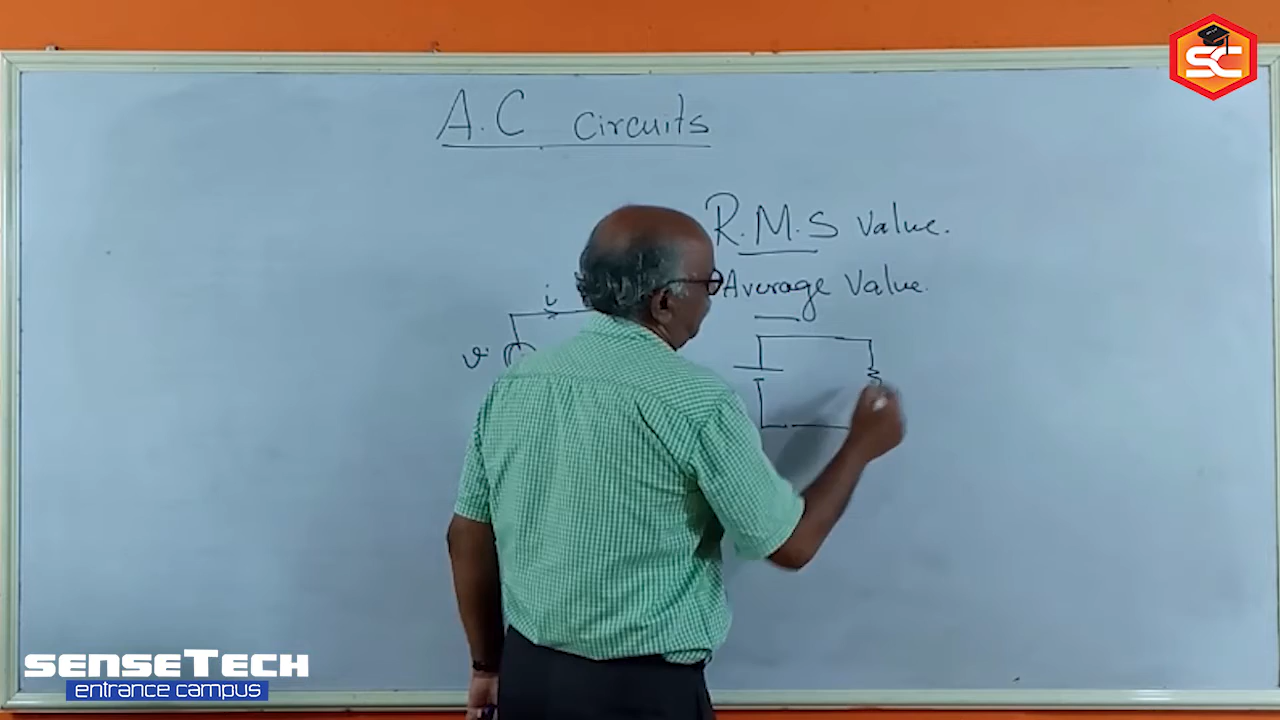 SC
A.C circuits
R.M.S value.
Average Value.
i
v
SENSETECH
entrance campus